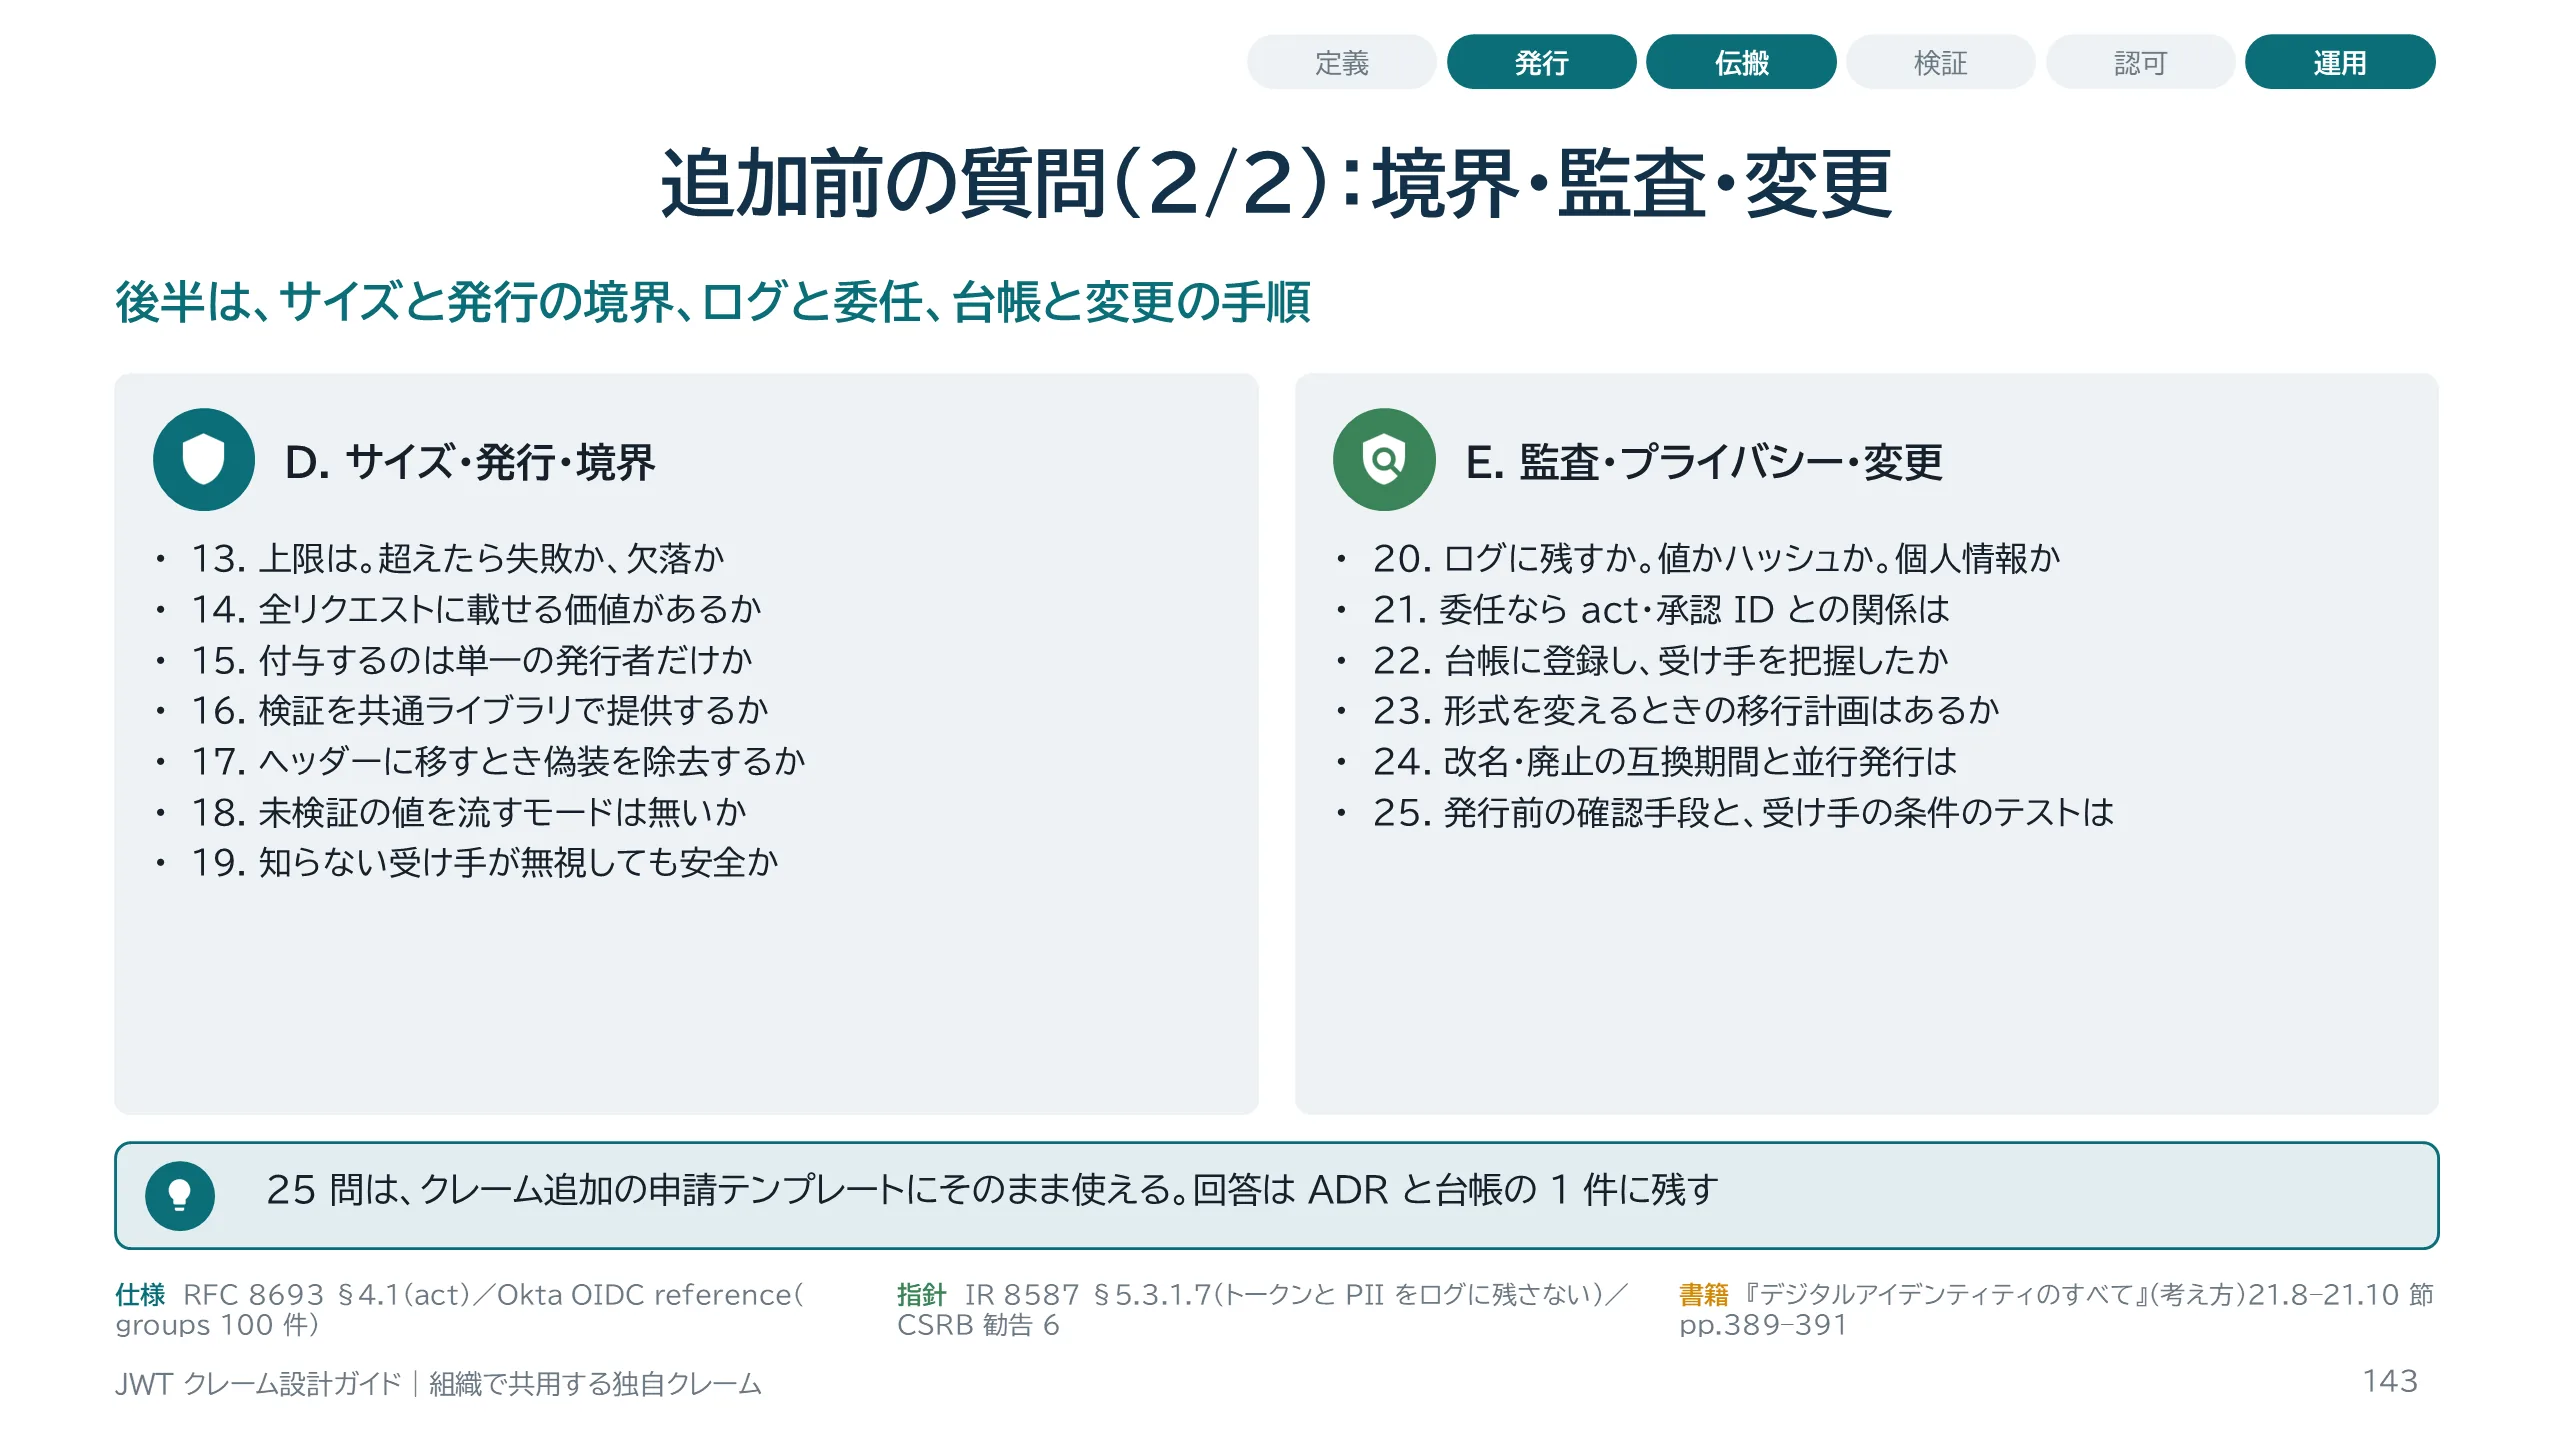 定義
発行
伝搬
検証
認可
運用
追加前の質問(2/2):境界・監査・変更
後半は、サイズと発行の境界、ログと委任、台帳と変更の手順
D. サイズ・発行・境界
• 13. 上限は。超えたら失敗か、欠落か
• 14. 全リクエストに載せる価値があるか
• 15. 付与するのは単一の発行者だけか
• 16. 検証を共通ライブラリで提供するか
• 17. ヘッダーに移すとき偽装を除去するか
• 18. 未検証の値を流すモードは無いか
• 19. 知らない受け手が無視しても安全か
E. 監査・プライバシー・変更
• 20. ログに残すか。値かハッシュか。個人情報か
• 21. 委任なら act・承認 ID との関係は
• 22. 台帳に登録し、受け手を把握したか
• 23. 形式を変えるときの移行計画はあるか
• 24. 改名・廃止の互換期間と並行発行は
• 25. 発行前の確認手段と、受け手の条件のテストは
25 問は、クレーム追加の申請テンプレートにそのまま使える。回答は ADR と台帳の 1 件に残す
仕様 RFC 8693 §4.1(act)／Okta OIDC reference(
groups 100 件)
指針 IR 8587 §5.3.1.7(トークンと PII をログに残さない)／
CSRB 勧告 6
書籍 『デジタルアイデンティティのすべて』(考え方)21.8–21.10 節
pp.389–391
JWT クレーム設計ガイド｜組織で共用する独自クレーム
143